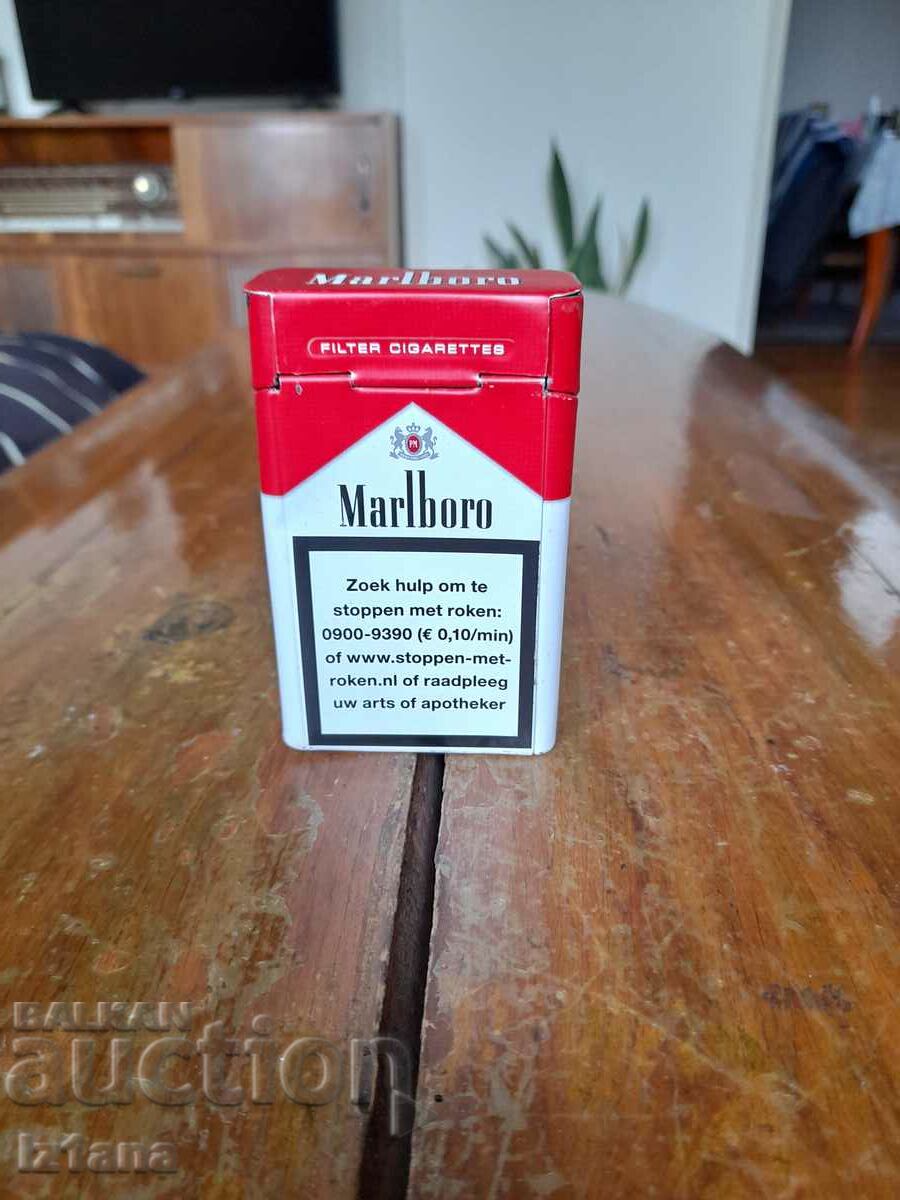 Marlboro
FILTER CIGARETTES
PM
Marlboro
Zoek hulp om te
stoppen met roken:
0900-9390 (€ 0,10/min)
of www.stoppen-met-
roken.nl of raadpleeg
uw arts of apotheker
BALKAN
auction
iz1ana